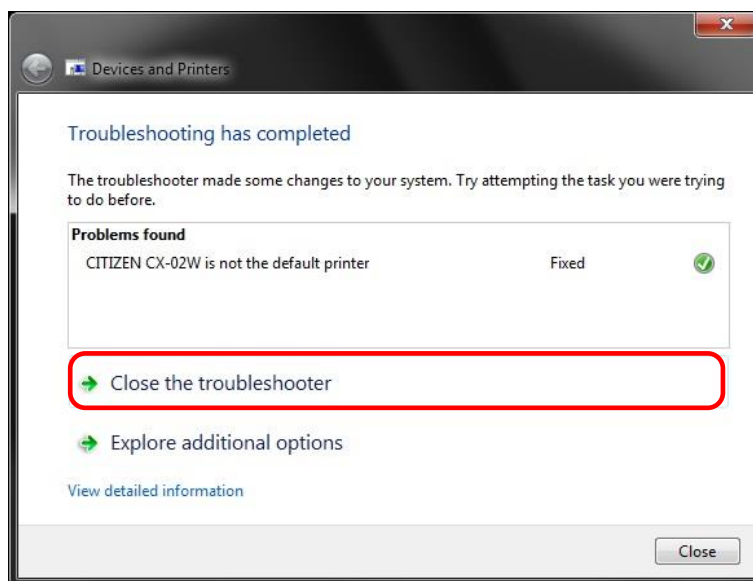 Devices and Printers
Troubleshooting has completed
The troubleshooter made some changes to your system. Try attempting the task you were trying
to do before.
Problems found
CITIZEN CX-02W is not the default printer Fixed
Close the troubleshooter
Explore additional options
View detailed information
Close